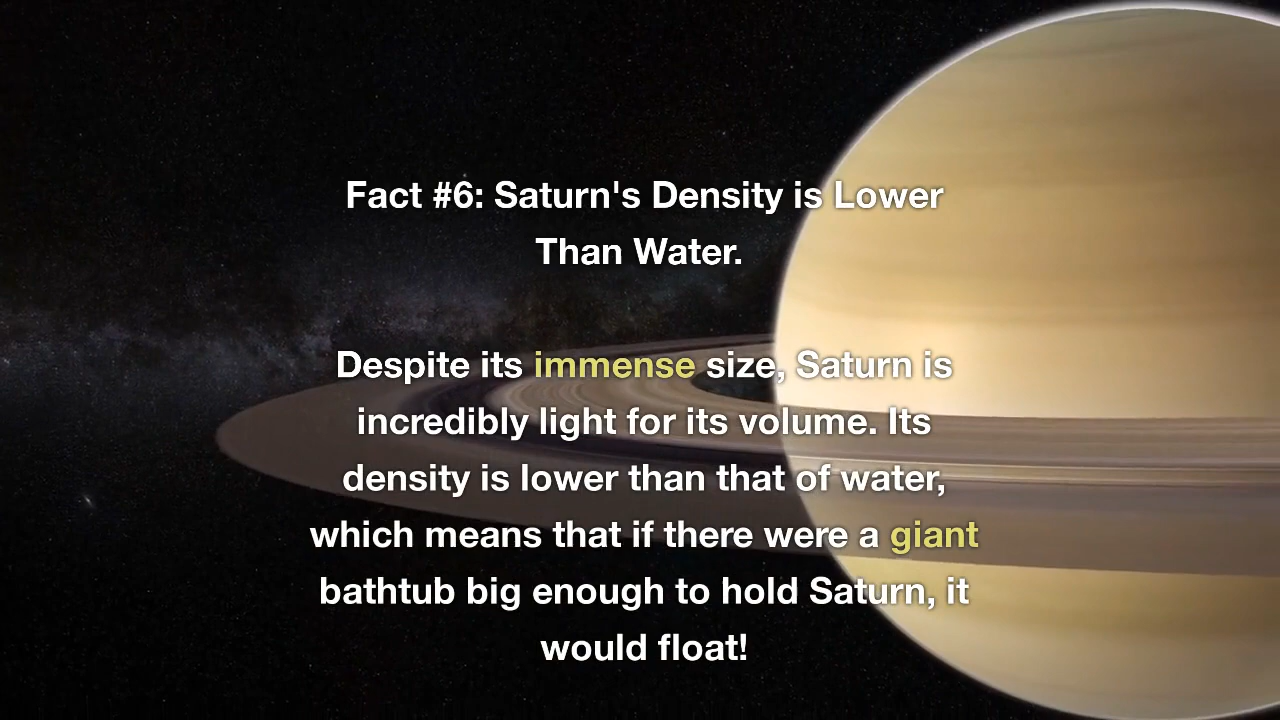 Fact #6: Saturn's Density is Lower
Than Water.
Despite its immense size, Saturn is
incredibly light for its volume. Its
density is lower than that of water,
which means that if there were a giant
bathtub big enough to hold Saturn, it
would float!